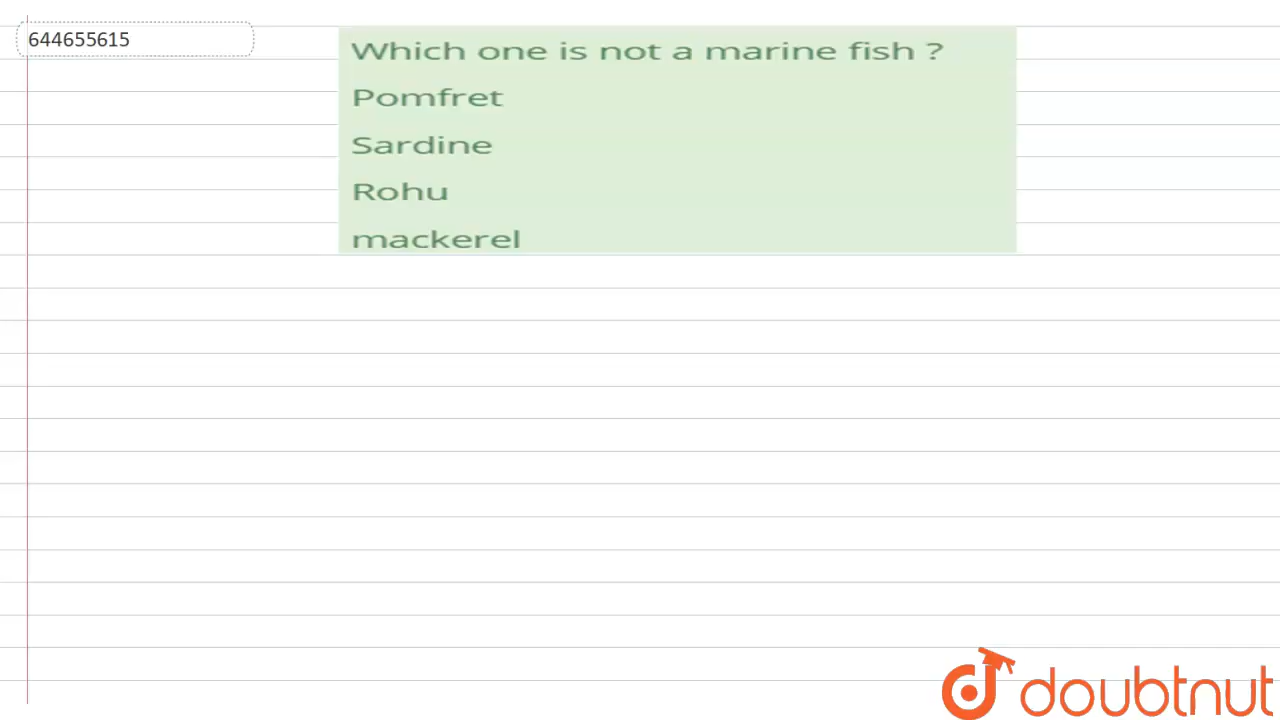 644655615
Which one is not a marine fish ?
Pomfret
Sardine
Rohu
mackerel
doubtnut